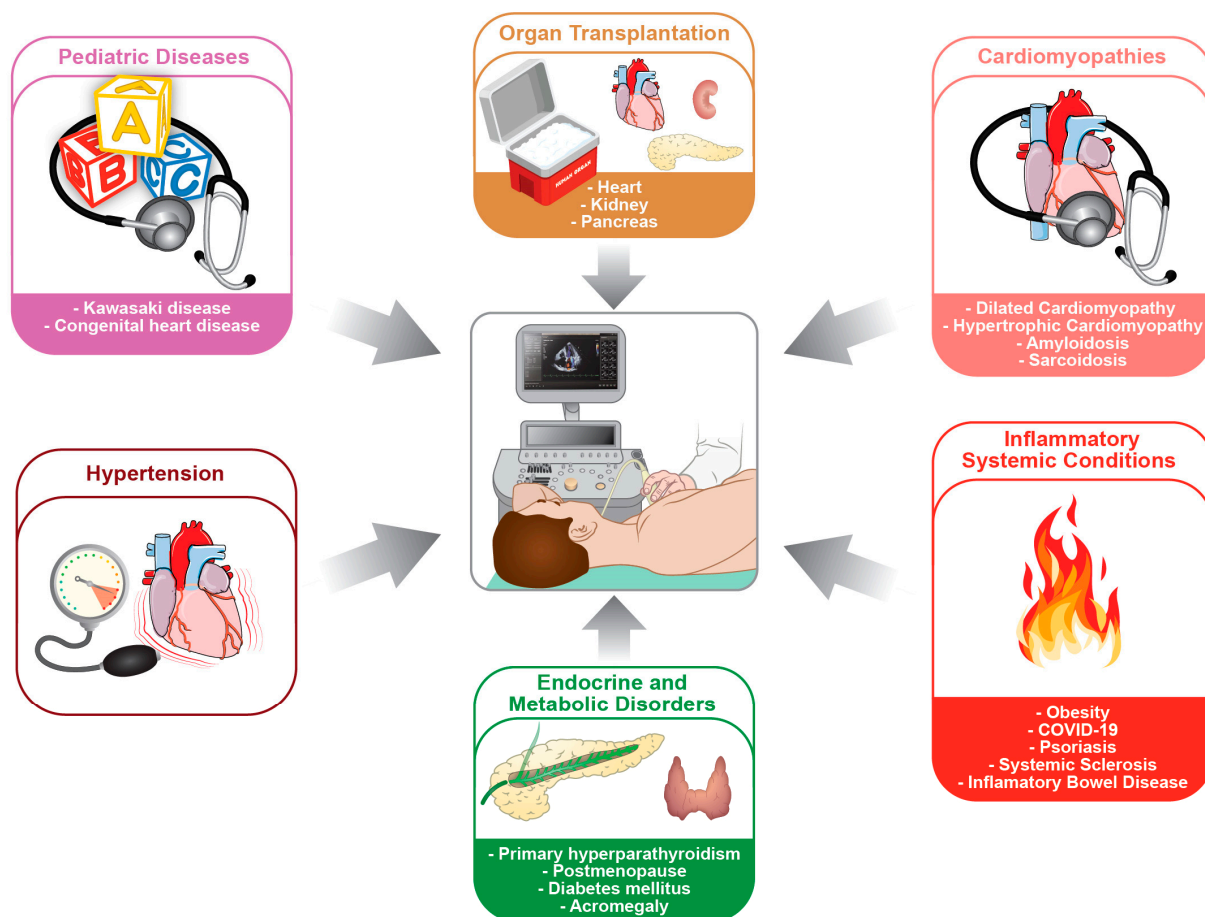 Pediatric Diseases
A
A
B
B
B
C
C
C
- Kawasaki disease
- Congenital heart disease
Organ Transplantation
HUMAN ORGAN
- Heart
- Kidney
- Pancreas
Cardiomyopathies
- Dilated Cardiomyopathy
- Hypertrophic Cardiomyopathy
- Amyloidosis
- Sarcoidosis
Hypertension
Inflammatory
Systemic Conditions
- Obesity
- COVID-19
- Psoriasis
- Systemic Sclerosis
- Inflamatory Bowel Disease
Endocrine and
Metabolic Disorders
- Primary hyperparathyroidism
- Postmenopause
- Diabetes mellitus
- Acromegaly